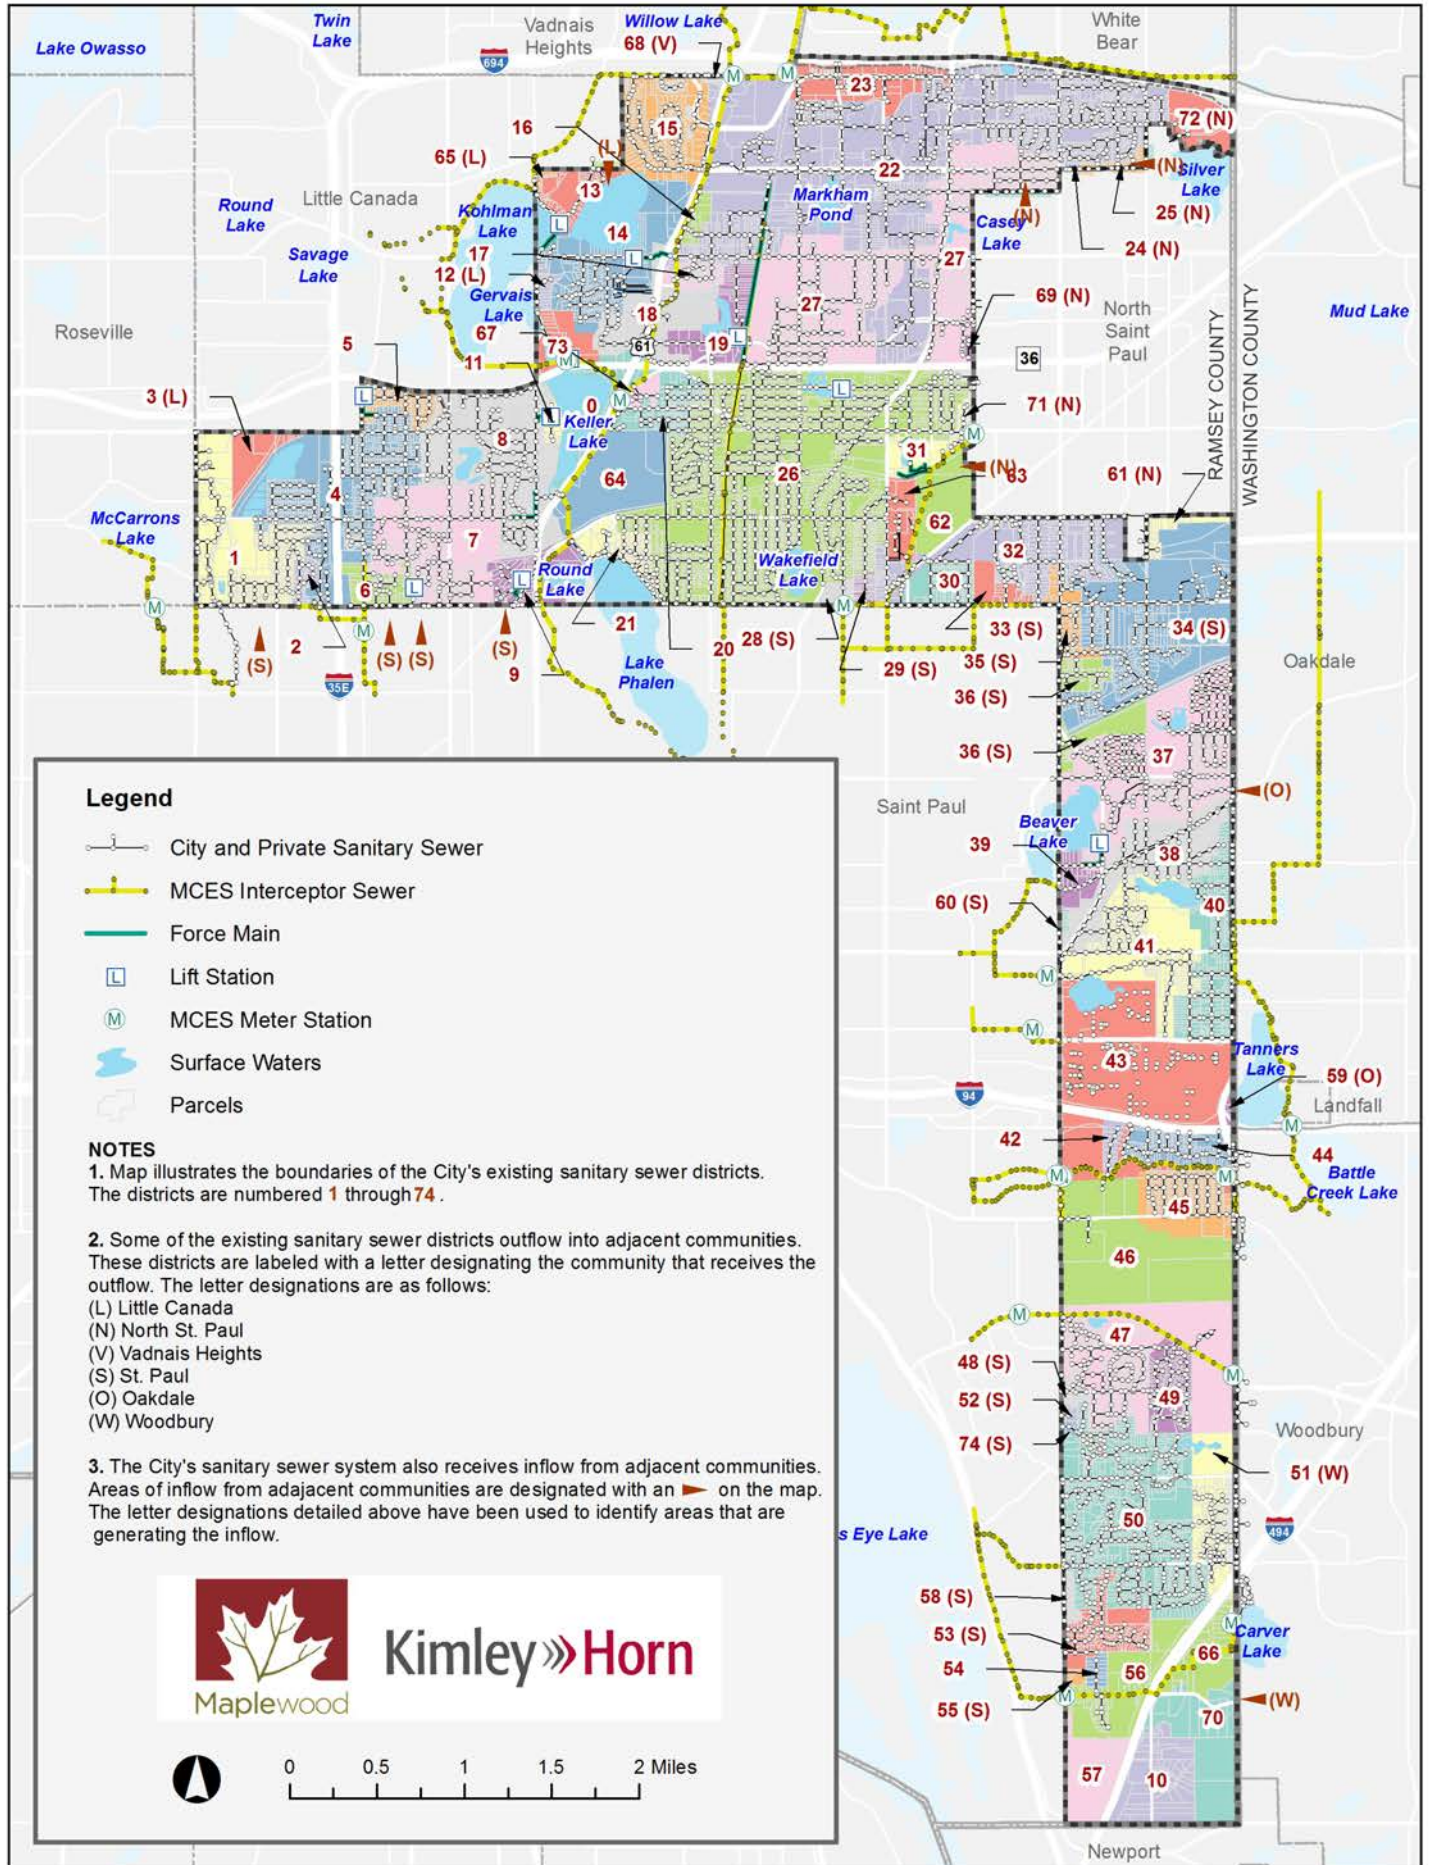 Twin
Lake
Vadnais
Heights
Willow Lake
White
Bear
Lake Owasso
68 (V)
694
23
16
15
72 (N)
65 (L)
(L)
13
22
(N)
Silver
Lake
Little Canada
Round
Lake
Kohlman
Lake
L
Markham
Pond
Casey
Lake
(N)
25 (N)
14
24 (N)
Savage
Lake
17
L
27
12 (L)
Gervais
Lake
69 (N)
18
27
North
Saint
Paul
Mud Lake
Roseville
67
5
73
61
19
L
36
RAMSEY COUNTY
WASHINGTON COUNTY
11
M
3 (L)
L
0
M
L
71 (N)
L
Keller
Lake
8
M
31
(N)
63
61 (N)
4
64
26
McCarrons
Lake
62
1
7
32
Round
Lake
Wakefield
Lake
30
6
L
L
M
M
M
2
21
20
28 (S)
33 (S)
34 (S)
(S)
(S)
(S)
(S)
9
Lake
Phalen
29 (S)
35 (S)
Oakdale
35E
36 (S)
36 (S)
37
(O)
Saint Paul
Beaver
Lake
39
L
38
60 (S)
40
41
M
M
43
Tanners
Lake
59 (O)
94
Landfall
M
42
44
Battle
Creek Lake
M
M
45
46
M
47
48 (S)
M
52 (S)
49
Woodbury
74 (S)
51 (W)
50
494
s Eye Lake
58 (S)
M
Carver
Lake
53 (S)
66
54
56
55 (S)
M
(W)
70
57
10
Newport
Legend
City and Private Sanitary Sewer
MCES Interceptor Sewer
Force Main
L Lift Station
M MCES Meter Station
Surface Waters
Parcels
NOTES
1. Map illustrates the boundaries of the City's existing sanitary sewer districts.
The districts are numbered 1 through 74 .
2. Some of the existing sanitary sewer districts outflow into adjacent communities.
These districts are labeled with a letter designating the community that receives the
outflow. The letter designations are as follows:
(L) Little Canada
(N) North St. Paul
(V) Vadnais Heights
(S) St. Paul
(O) Oakdale
(W) Woodbury
3. The City's sanitary sewer system also receives inflow from adjacent communities.
Areas of inflow from adajacent communities are designated with an on the map.
The letter designations detailed above have been used to identify areas that are
generating the inflow.
Maplewood
Kimley»Horn
0 0.5 1 1.5 2 Miles